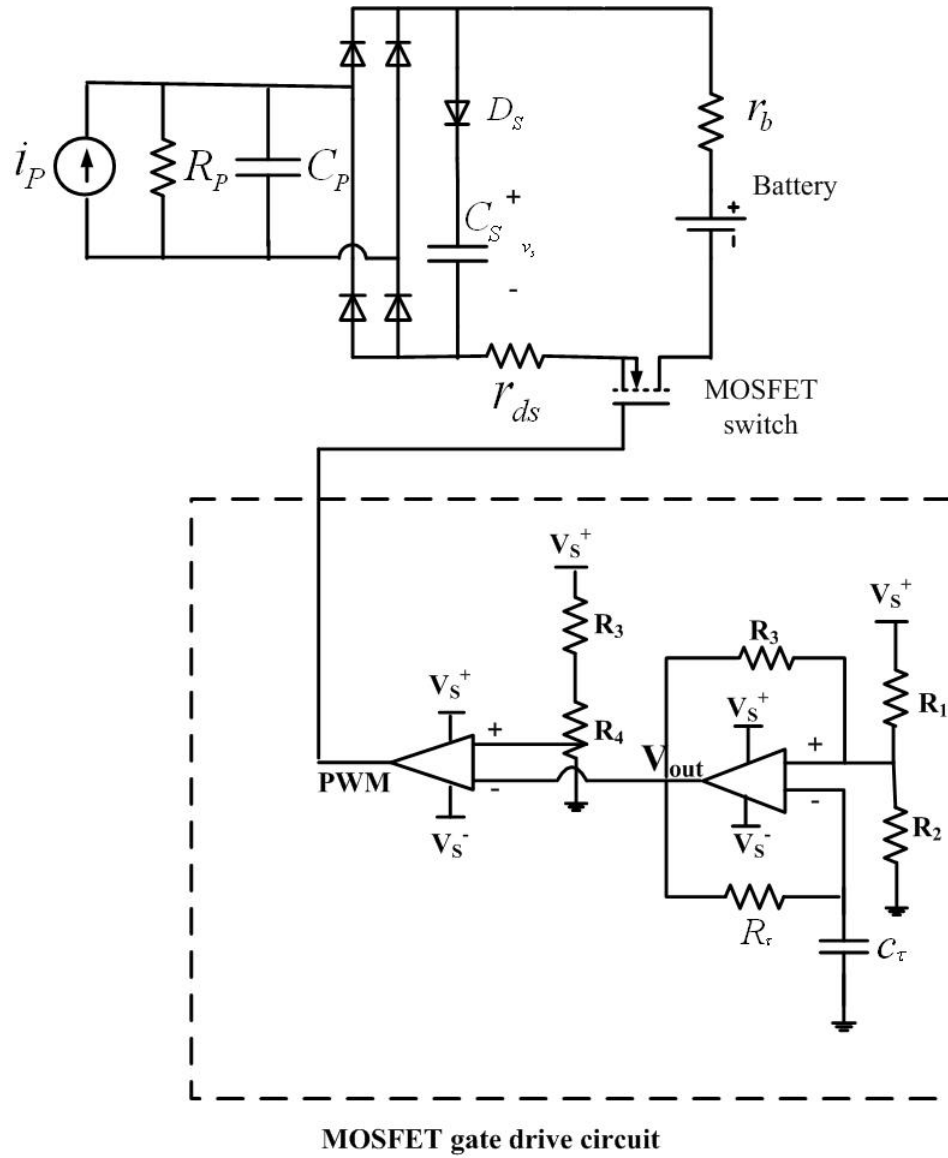 i_P
R_P
C_P
D_S
C_S
+
v_s
-
r_b
Battery
+
-
r_ds
MOSFET
switch
V_S^+
R_3
R_4
V_S^+
+
-
PWM
V_S^-
V_out
R_3
V_S^+
+
-
V_S^-
V_S^+
R_1
R_2
R_τ
C_τ
MOSFET gate drive circuit